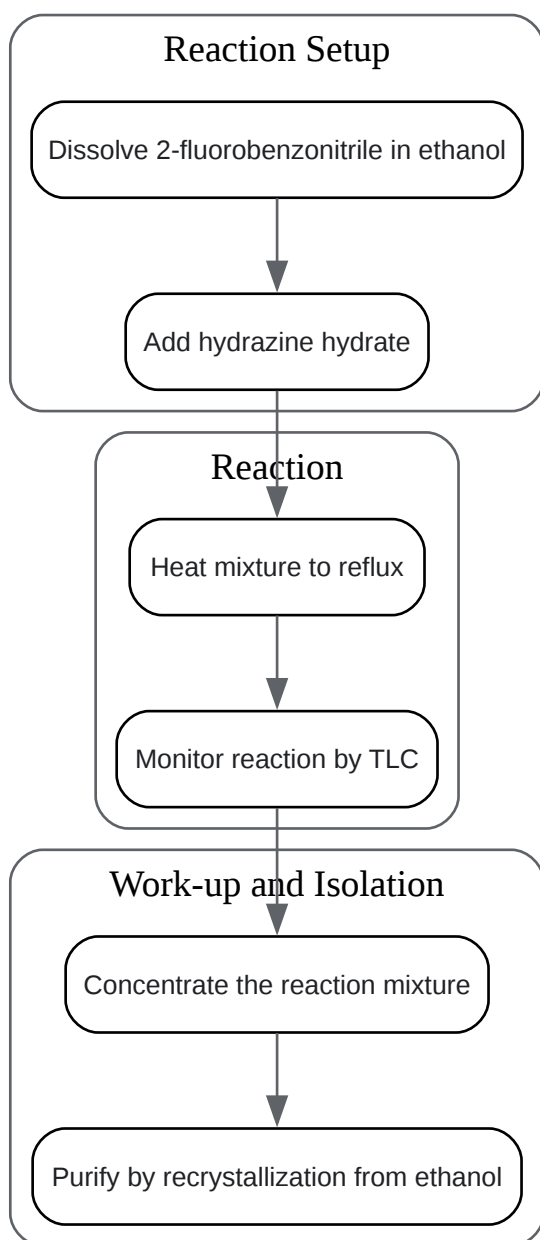 Reaction Setup
Dissolve 2-fluorobenzonitrile in ethanol
Add hydrazine hydrate
Reaction
Heat mixture to reflux
Monitor reaction by TLC
Work-up and Isolation
Concentrate the reaction mixture
Purify by recrystallization from ethanol